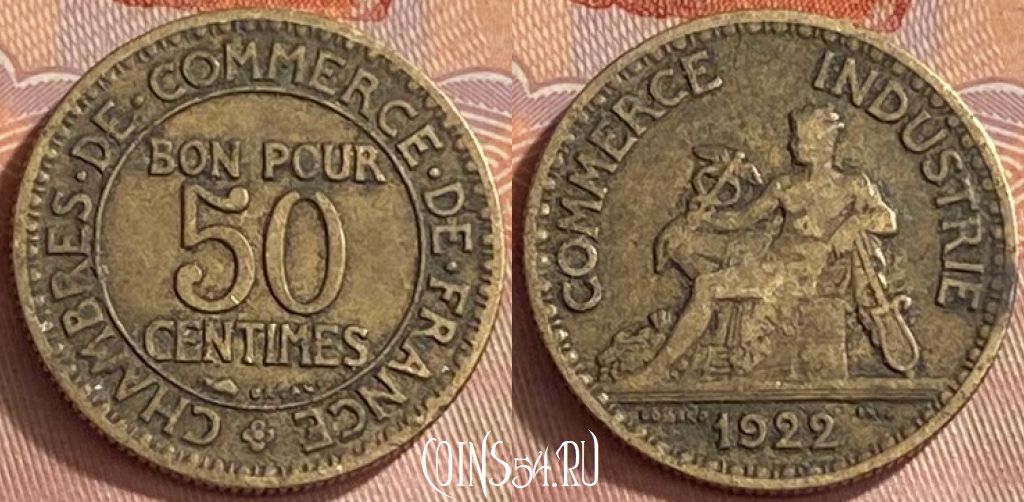 CHAMBRES·DE·COMMERCE·DE·FRANCE
BON POUR
50
CENTIMES
COMMERCE INDUSTRIE
1922
COINS54.RU